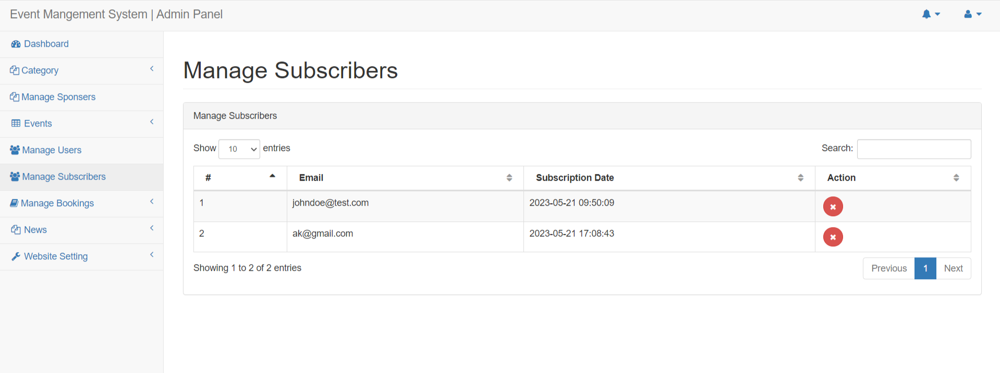 Event Mangement System | Admin Panel
Dashboard
Category
Manage Sponsers
Events
Manage Users
Manage Subscribers
Manage Bookings
News
Website Setting
Manage Subscribers
Manage Subscribers
Show 10 entries Search:
# Email Subscription Date Action
1 johndoe@test.com 2023-05-21 09:50:09
2 ak@gmail.com 2023-05-21 17:08:43
Showing 1 to 2 of 2 entries Previous 1 Next